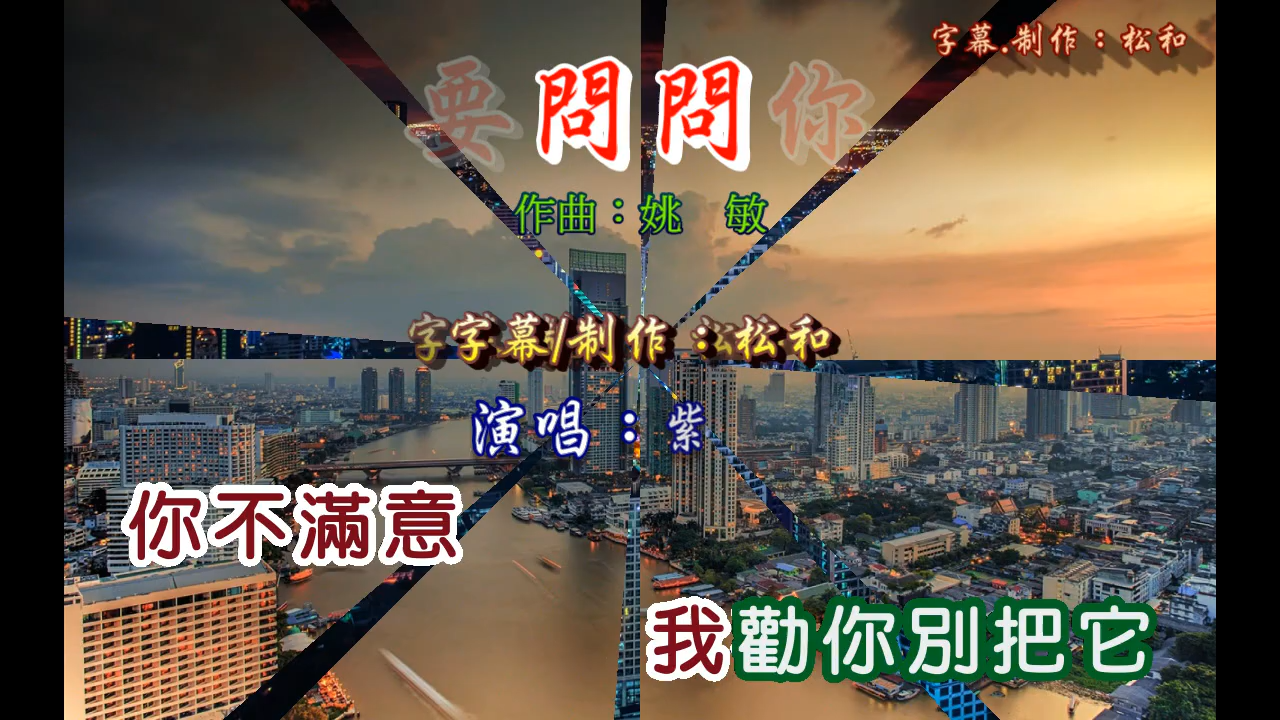 字幕.制作：松和
要問問你
作曲：姚　敏
字字幕/制作：松和
演唱：紫
你不滿意
我勸你別把它